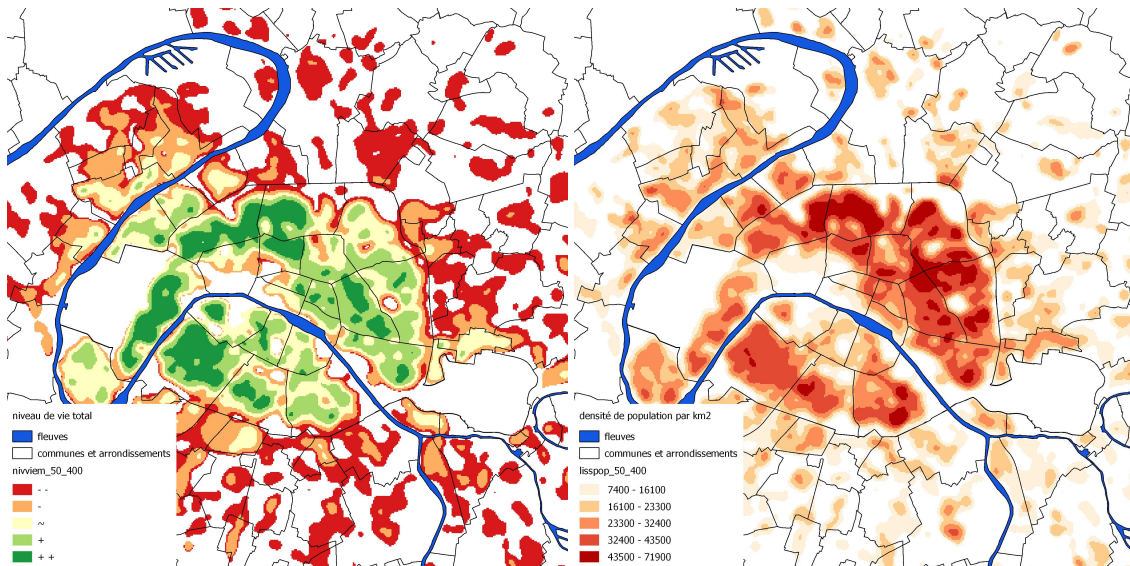 niveau de vie total
fleuves
communes et arrondissements
nivviem_50_400
- -
-
~
+
+ +
densité de population par km2
fleuves
communes et arrondissements
lisspop_50_400
7400 - 16100
16100 - 23300
23300 - 32400
32400 - 43500
43500 - 71900